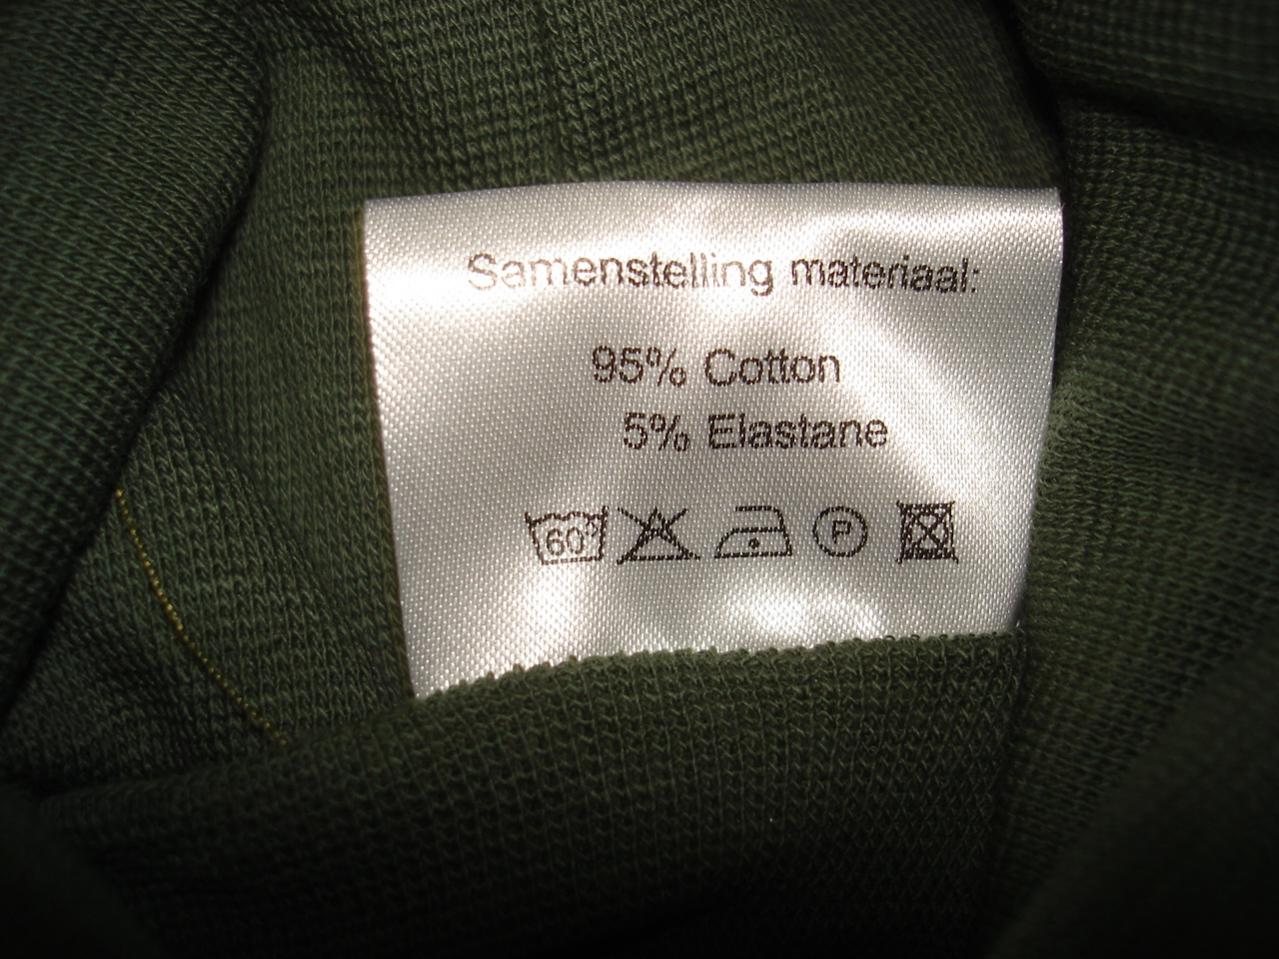 Samenstelling materiaal:
95% Cotton
5% Elastane
60° P